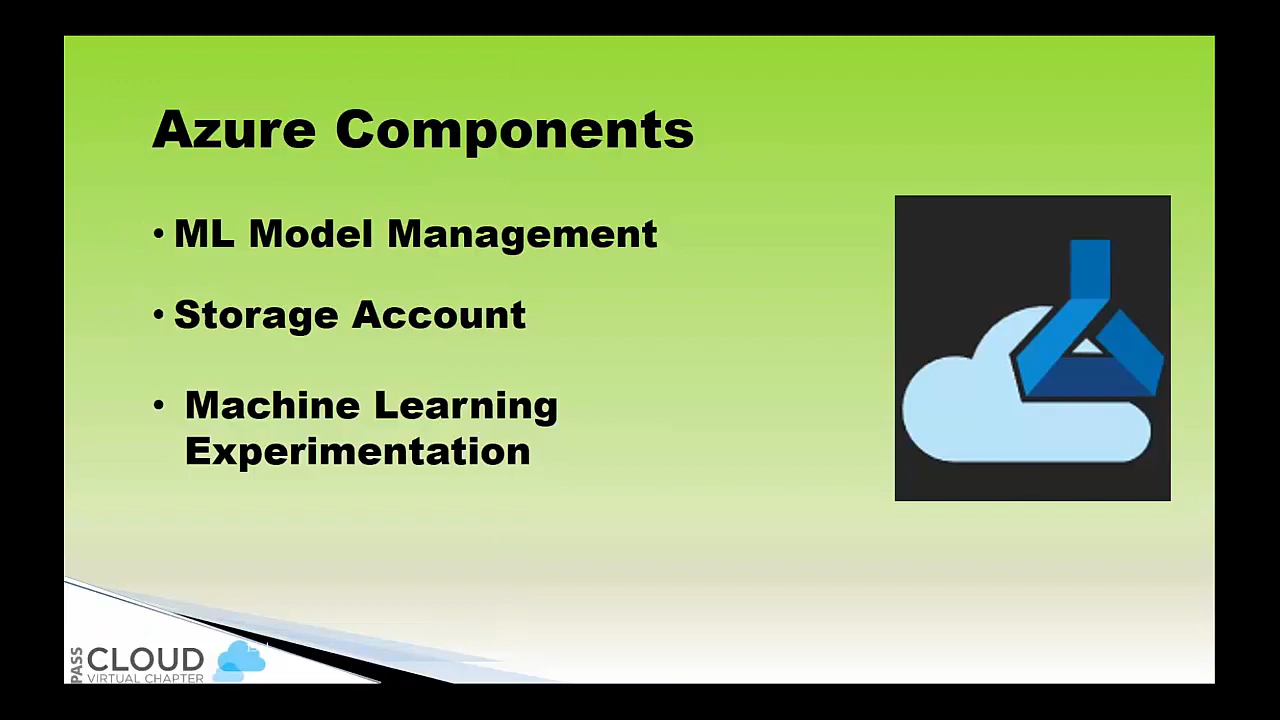 Azure Components
• ML Model Management
• Storage Account
• Machine Learning
Experimentation
PASS
CLOUD
VIRTUAL CHAPTER